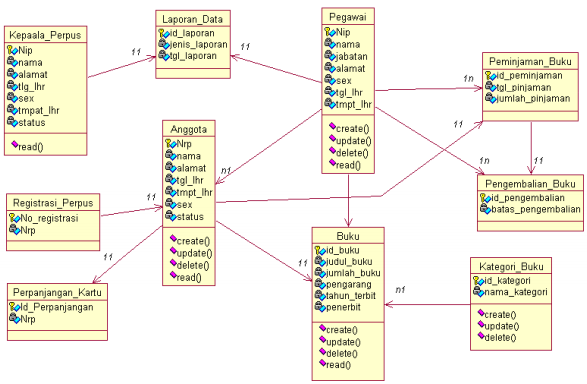 Kepaala_Perpus
Nip
nama
alamat
tlg_lhr
sex
tmpat_lhr
status
read()
Laporan_Data
id_laporan
jenis_laporan
tgl_laporan
Pegawai
Nip
nama
jabatan
alamat
sex
tgl_lhr
tmpt_lhr
create()
update()
delete()
read()
Peminjaman_Buku
id_peminjaman
tgl_pinjaman
jumlah_pinjaman
Anggota
Nrp
nama
alamat
tgl_lhr
tmpt_lhr
sex
status
create()
update()
delete()
read()
Registrasi_Perpus
No_registrasi
Nrp
Perpanjangan_Kartu
Id_Perpanjangan
Nrp
Buku
id_buku
judul_buku
jumlah_buku
pengarang
tahun_terbit
penerbit
create()
update()
delete()
read()
Pengembalian_Buku
id_pengembalian
batas_pengembalian
Kategori_Buku
id_kategori
nama_kategori
create()
update()
delete()
11
11
1n
11
n1
1n
11
11
11
11
n1